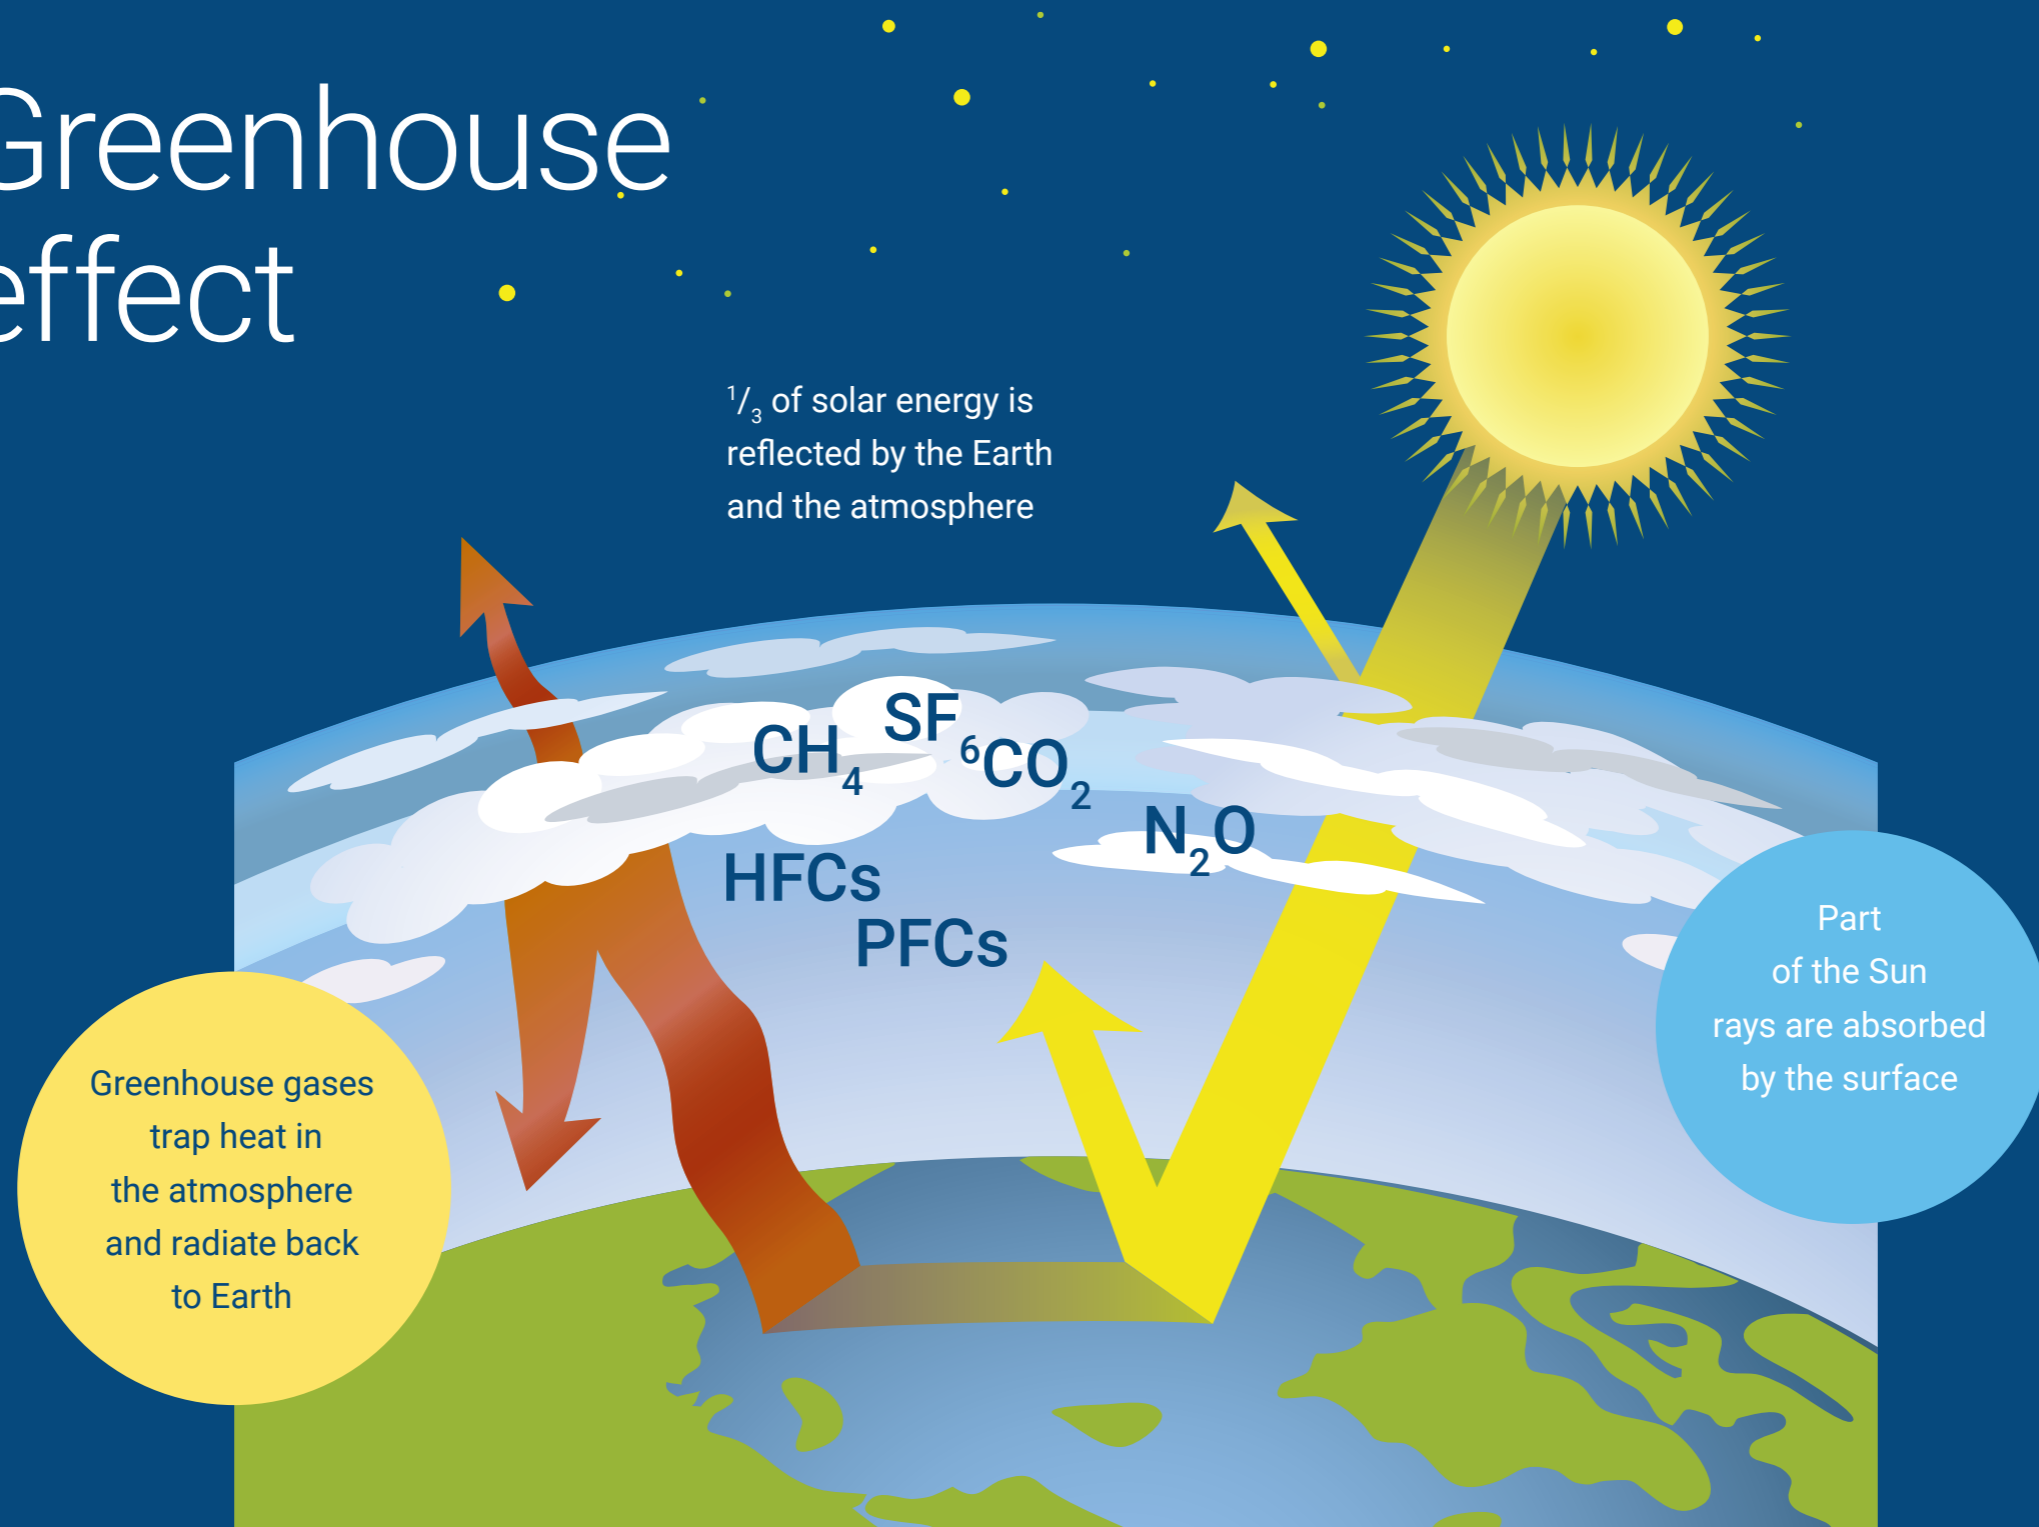 Greenhouse
effect
¹/₃ of solar energy is
reflected by the Earth
and the atmosphere
SF
CH₄
⁶CO₂
N₂O
HFCs
PFCs
Part
of the Sun
rays are absorbed
by the surface
Greenhouse gases
trap heat in
the atmosphere
and radiate back
to Earth